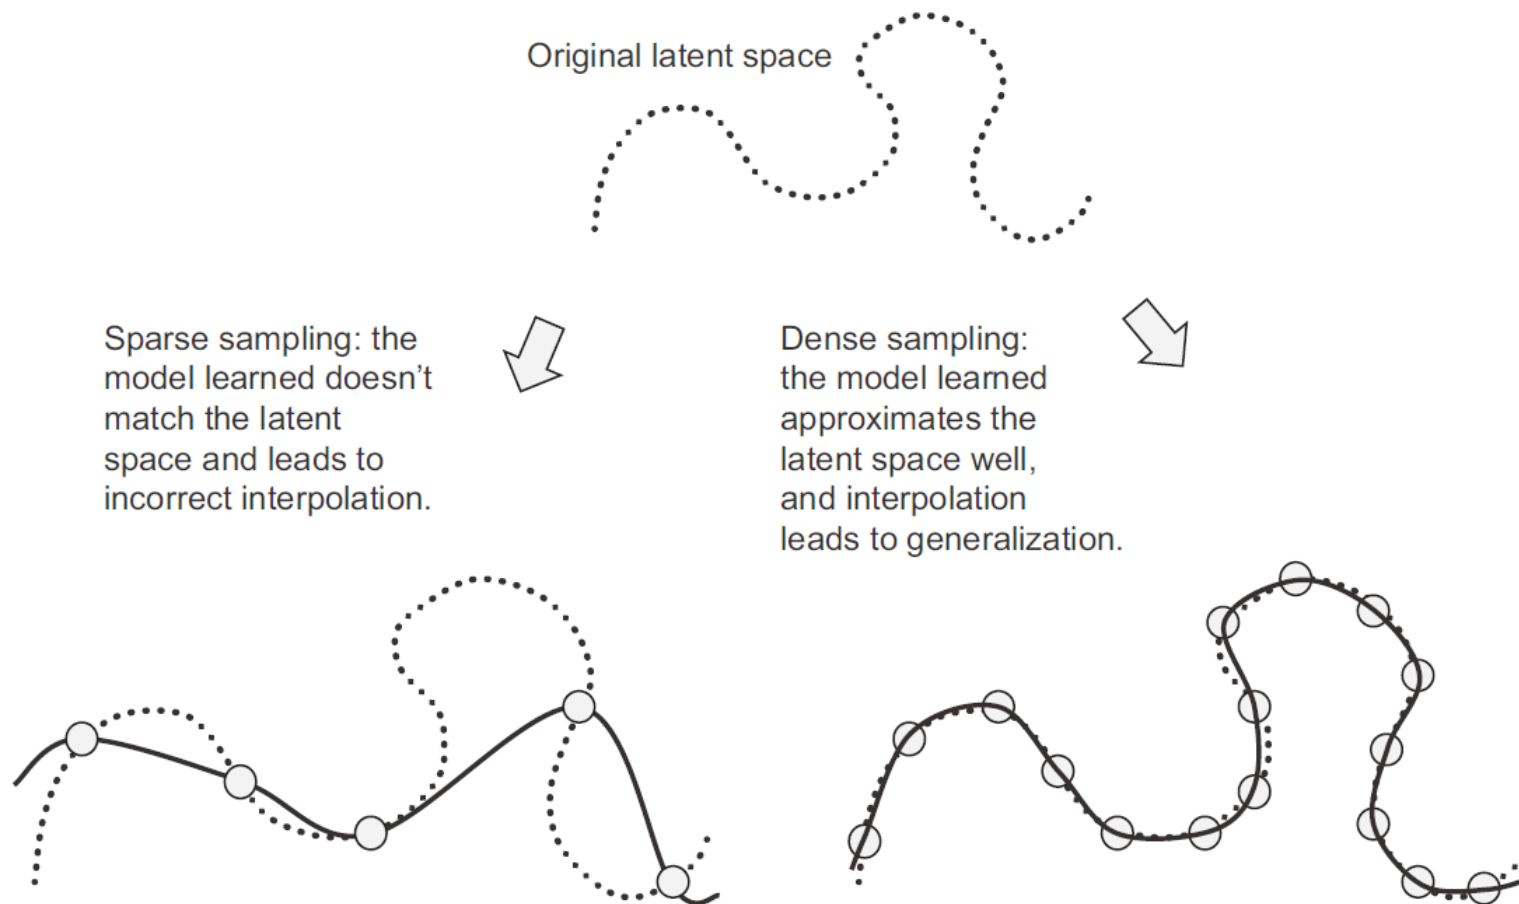 Original latent space
Sparse sampling: the
model learned doesn’t
match the latent
space and leads to
incorrect interpolation.
Dense sampling:
the model learned
approximates the
latent space well,
and interpolation
leads to generalization.